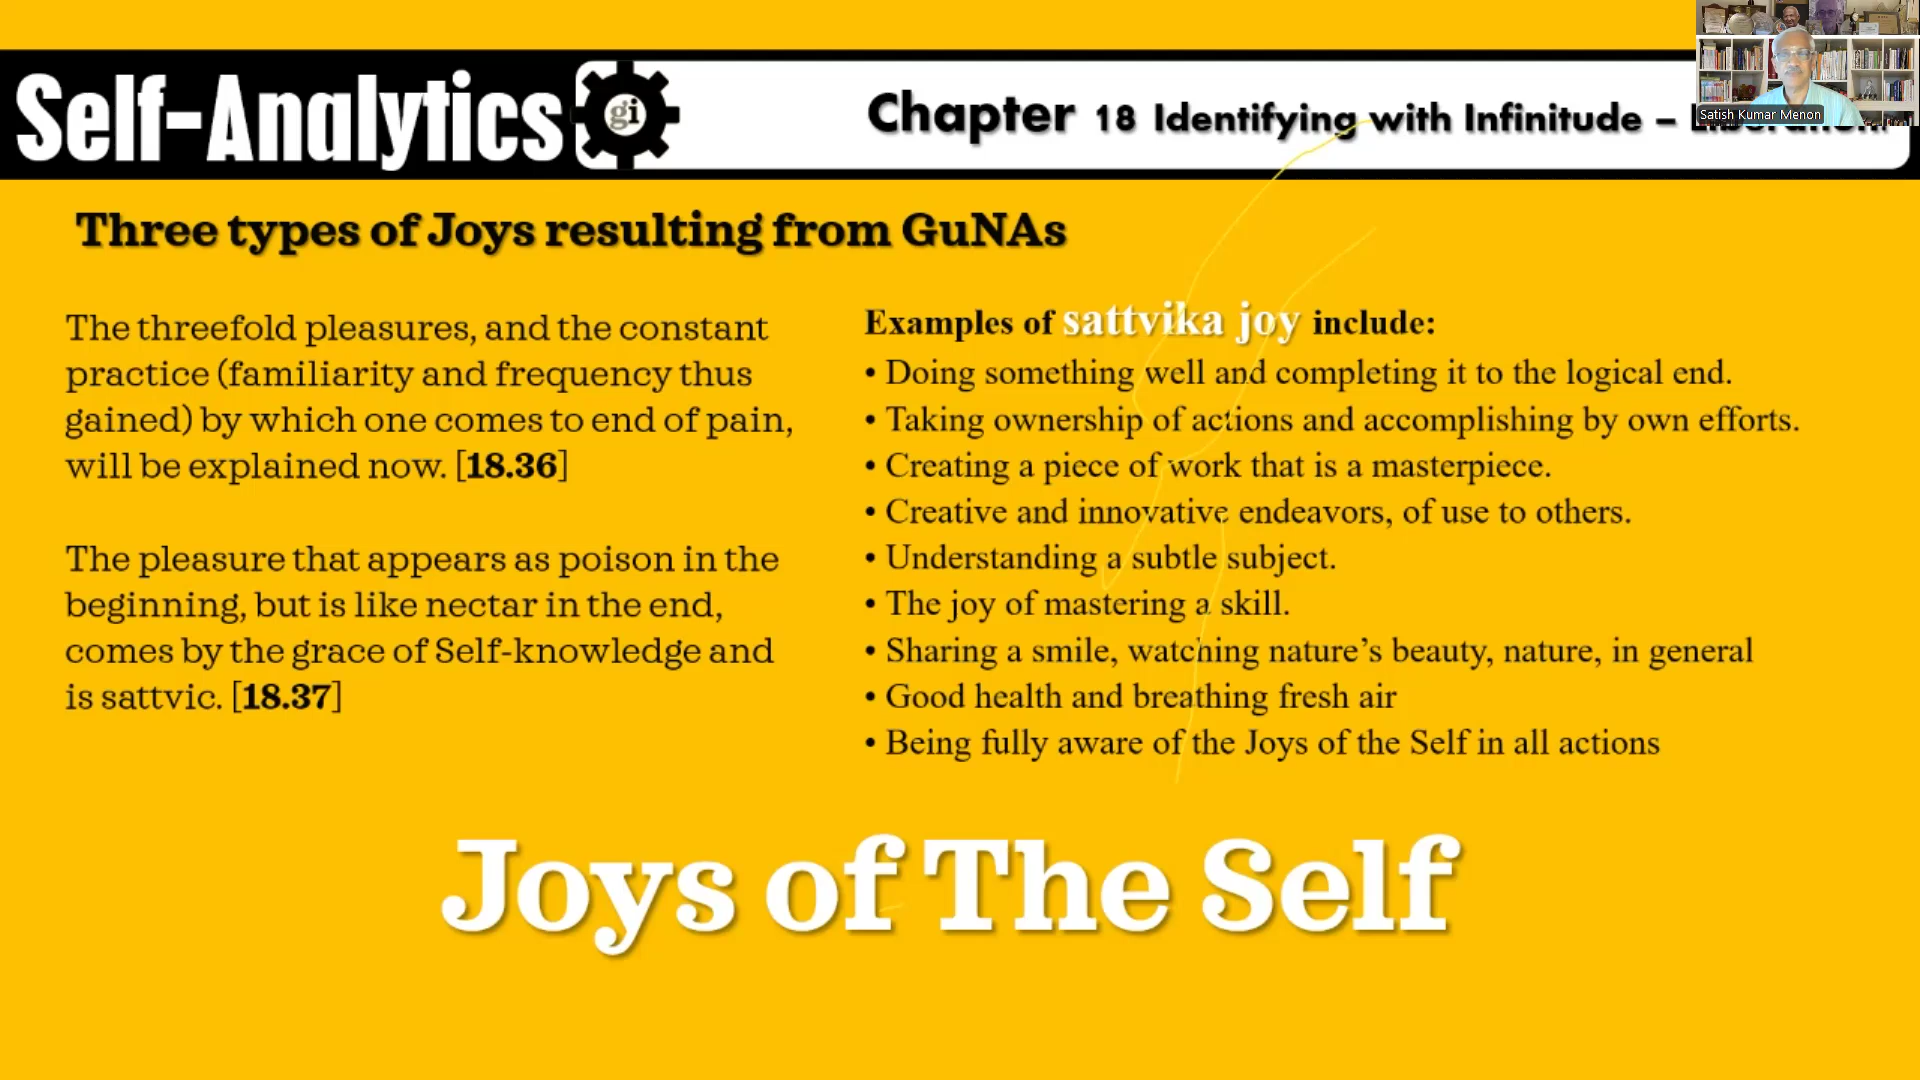 Self-Analytics
gi
Chapter 18 Identifying with Infinitude –
Satish Kumar Menon
Three types of Joys resulting from GuNAs
The threefold pleasures, and the constant
practice (familiarity and frequency thus
gained) by which one comes to end of pain,
will be explained now. [18.36]
The pleasure that appears as poison in the
beginning, but is like nectar in the end,
comes by the grace of Self-knowledge and
is sattvic. [18.37]
Examples of sattvika joy include:
• Doing something well and completing it to the logical end.
• Taking ownership of actions and accomplishing by own efforts.
• Creating a piece of work that is a masterpiece.
• Creative and innovative endeavors, of use to others.
• Understanding a subtle subject.
• The joy of mastering a skill.
• Sharing a smile, watching nature’s beauty, nature, in general
• Good health and breathing fresh air
• Being fully aware of the Joys of the Self in all actions
Joys of The Self